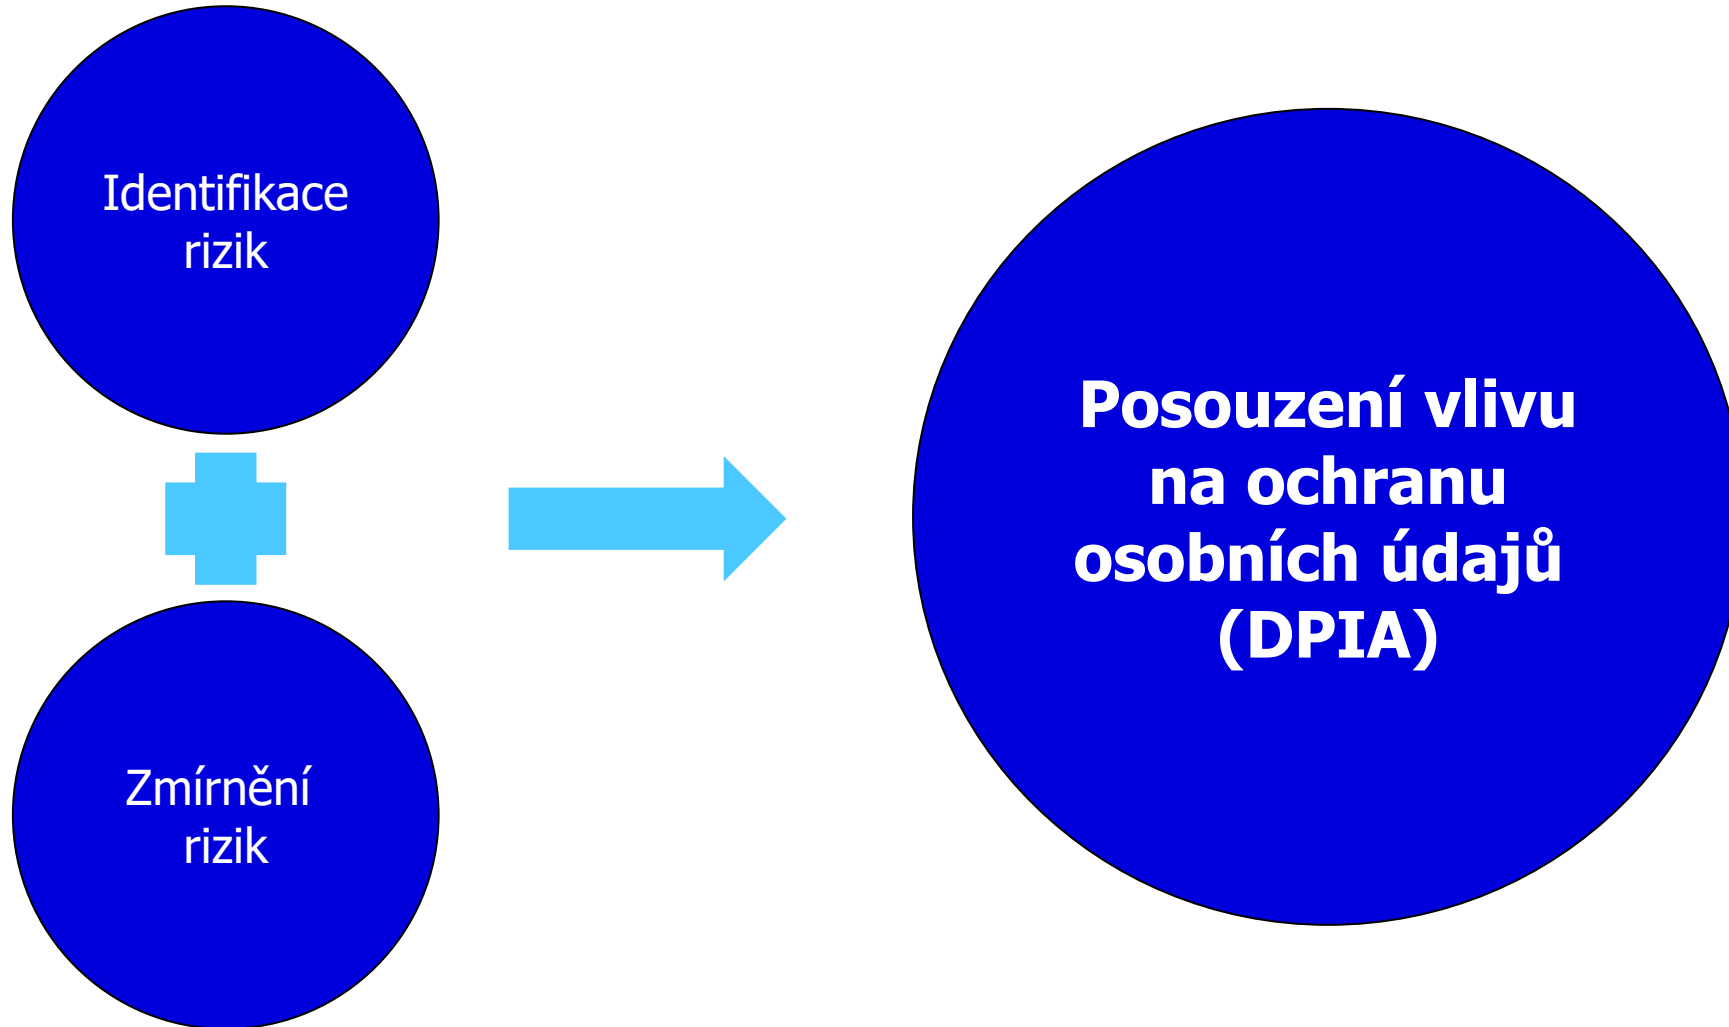 Identifikace
rizik
Zmírnění
rizik
Posouzení vlivu
na ochranu
osobních údajů
(DPIA)